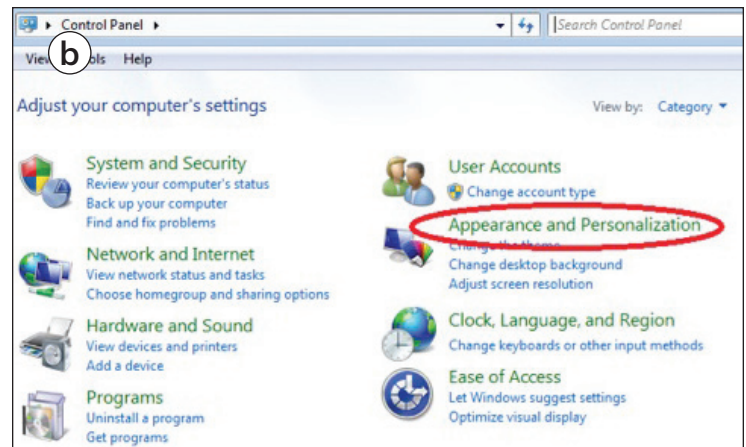 Control Panel
Search Control Panel
b
Help
Adjust your computer's settings
View by: Category
System and Security
Review your computer's status
Back up your computer
Find and fix problems
Network and Internet
View network status and tasks
Choose homegroup and sharing options
Hardware and Sound
View devices and printers
Add a device
Programs
Uninstall a program
Get programs
User Accounts
Change account type
Appearance and Personalization
Change the theme
Change desktop background
Adjust screen resolution
Clock, Language, and Region
Change keyboards or other input methods
Ease of Access
Let Windows suggest settings
Optimize visual display